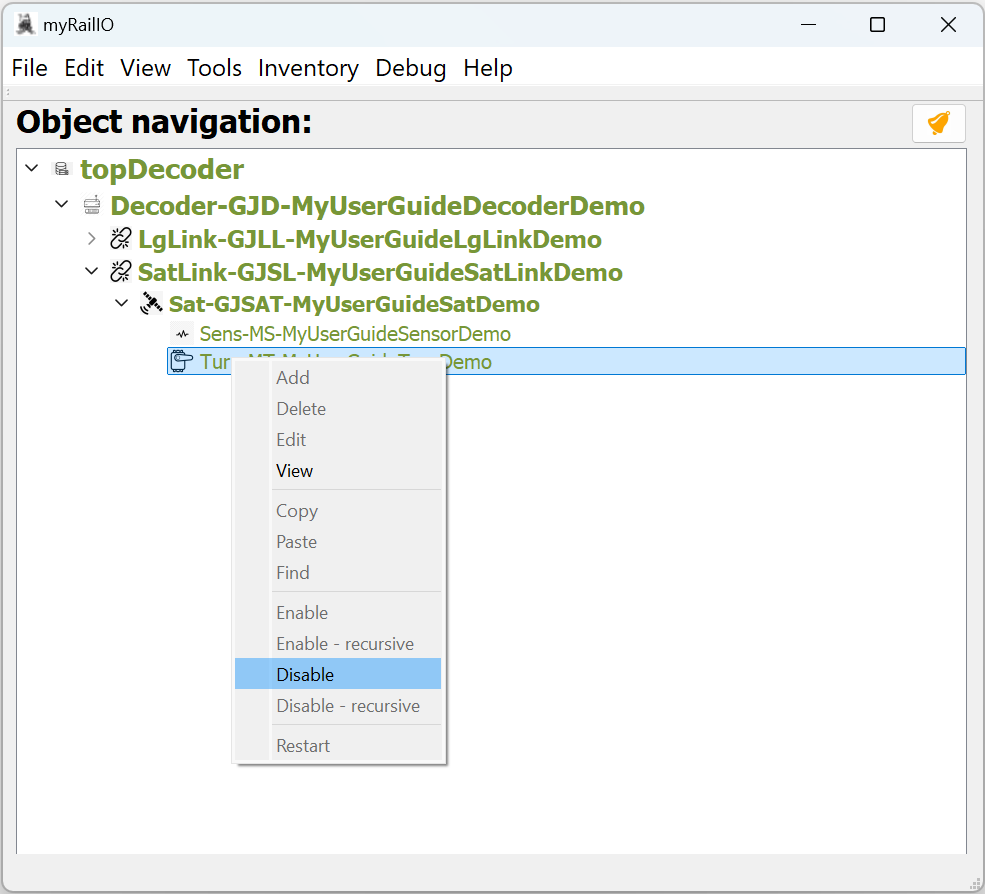 myRailIO
File Edit View Tools Inventory Debug Help
Object navigation:
topDecoder
Decoder-GJD-MyUserGuideDecoderDemo
LgLink-GJLL-MyUserGuideLgLinkDemo
SatLink-GJSL-MyUserGuideSatLinkDemo
Sat-GJSAT-MyUserGuideSatDemo
Sens-MS-MyUserGuideSensorDemo
Demo
Add
Delete
Edit
View
Copy
Paste
Find
Enable
Enable - recursive
Disable
Disable - recursive
Restart